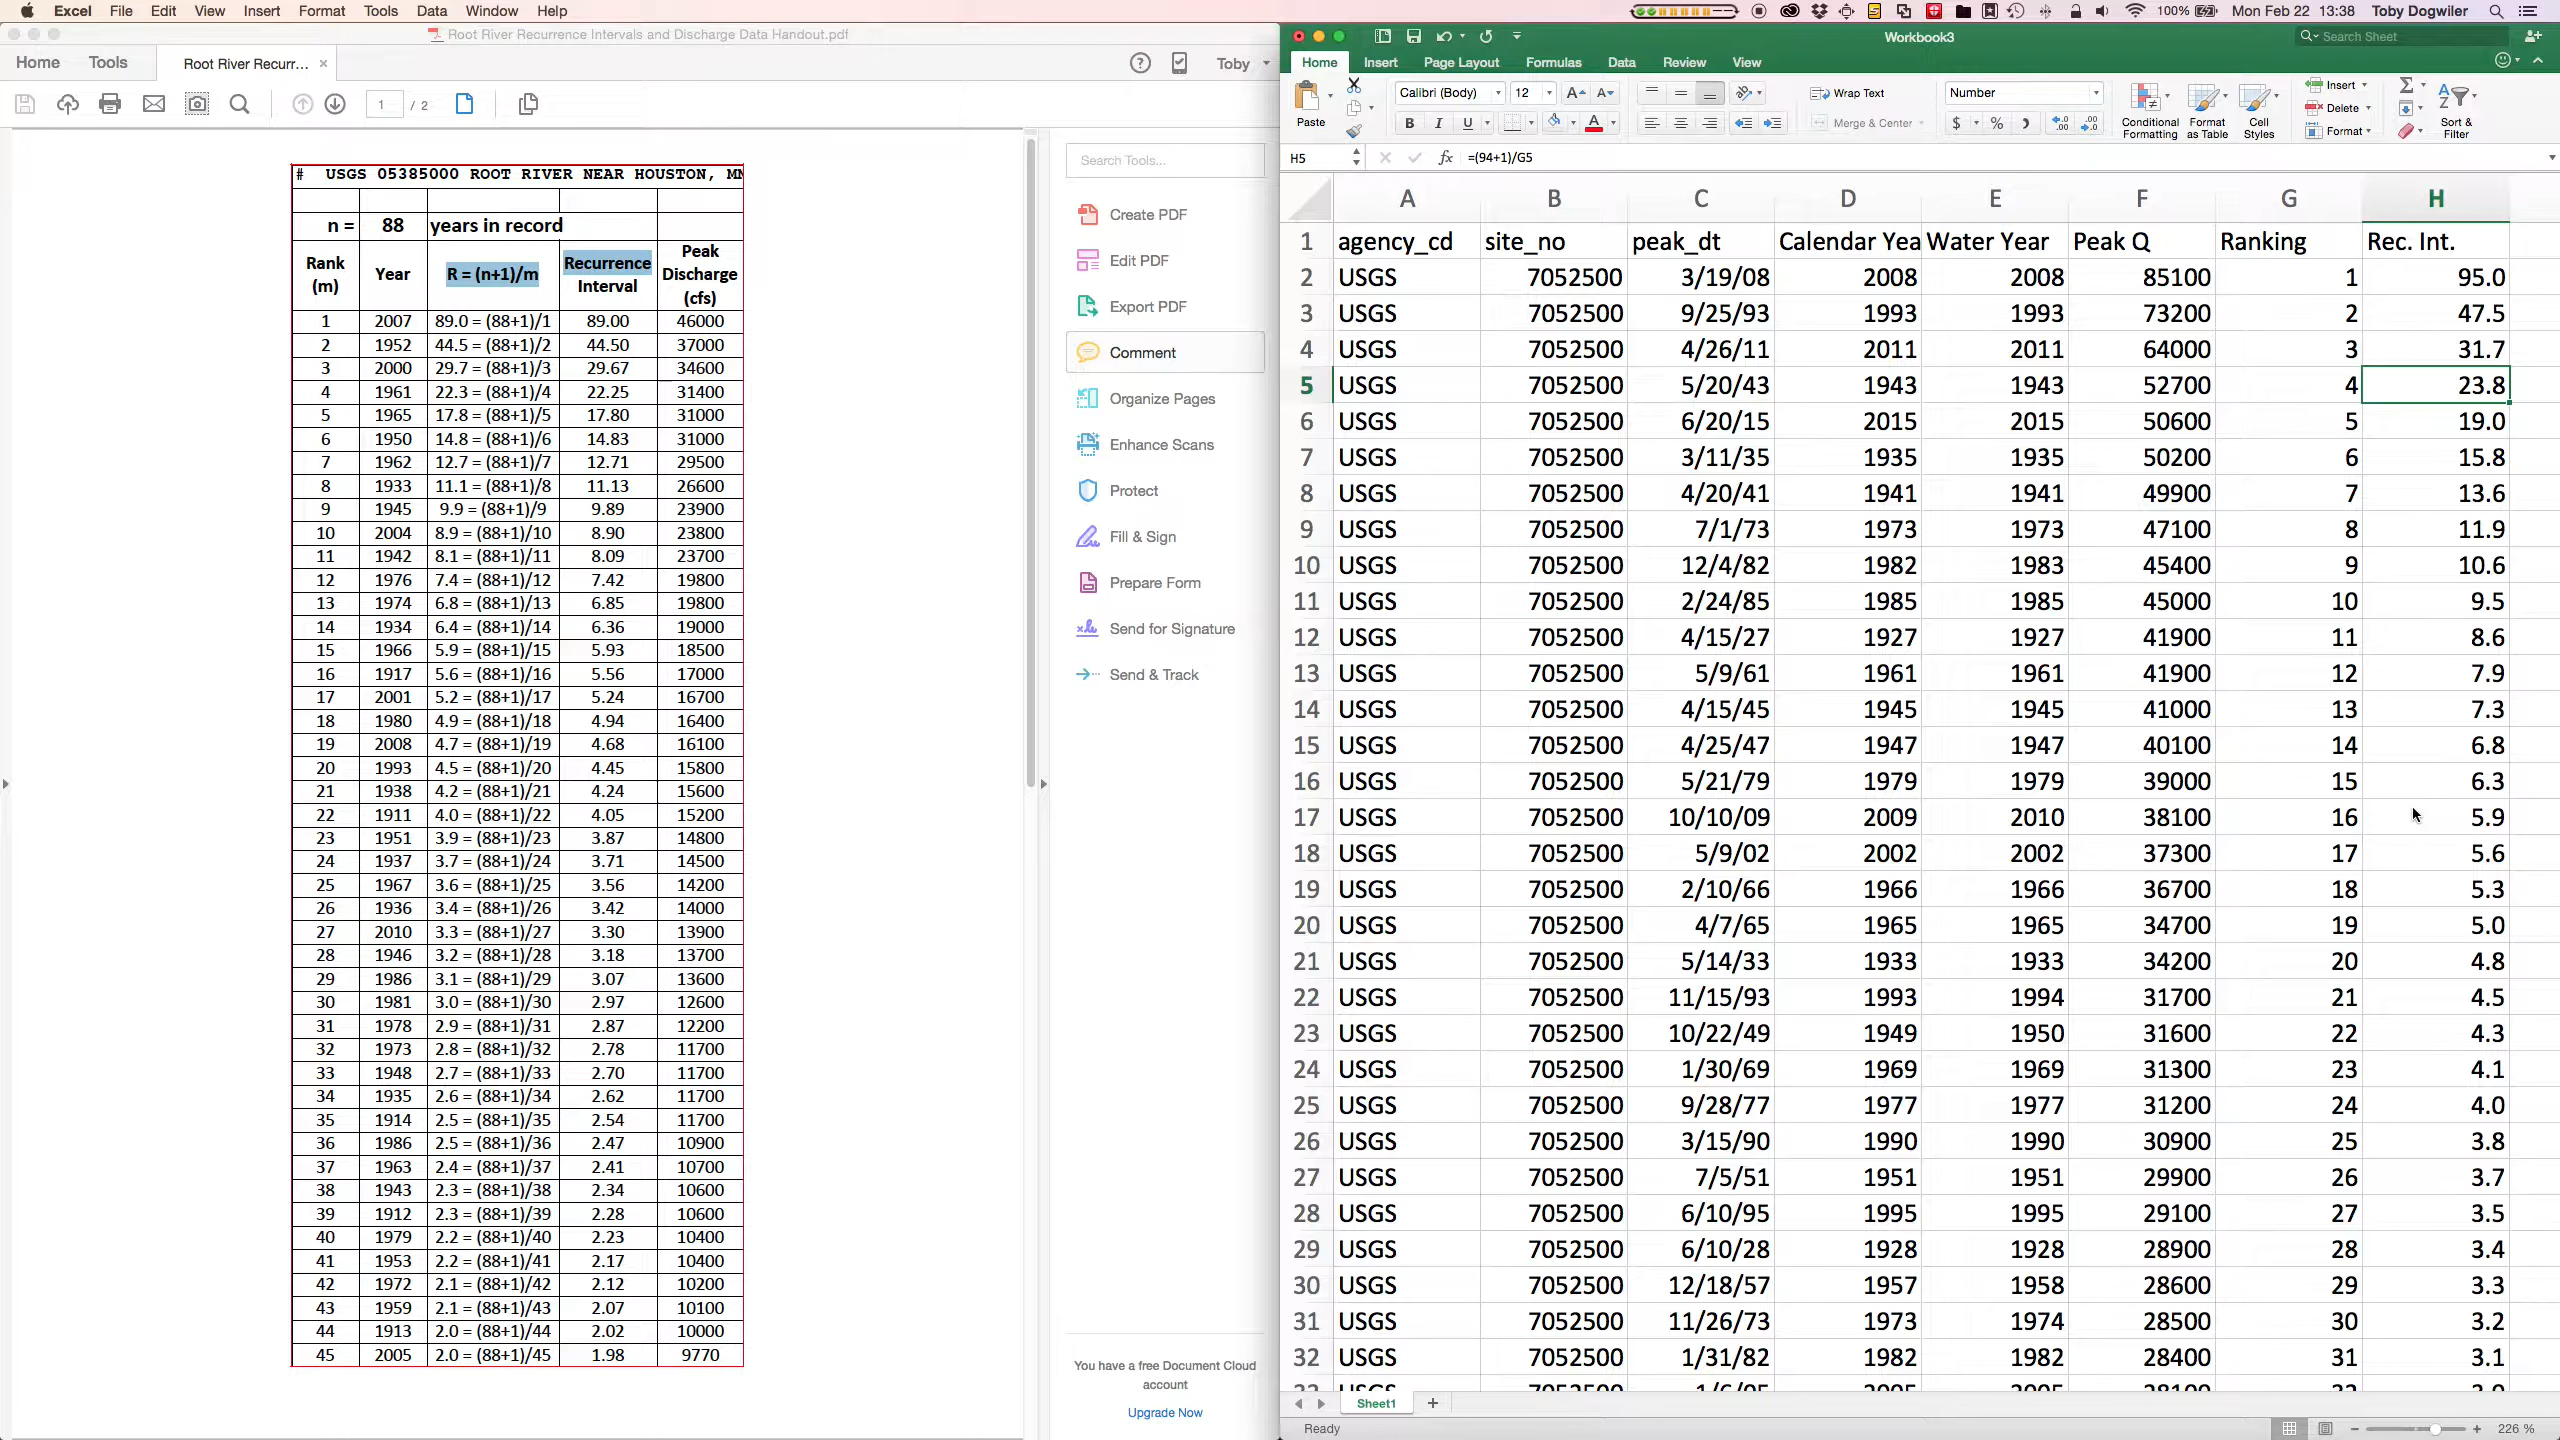 Excel File Edit View Insert Format Tools Data Window Help 100% Mon Feb 22 13:38 Toby Dogwiler
Root River Recurrence Intervals and Discharge Data Handout.pdf
Home Tools Root River Recurr... × Toby
1 / 2
# USGS 05385000 ROOT RIVER NEAR HOUSTON, MN
n = 88 years in record
Rank (m) Year R = (n+1)/m Recurrence Interval Peak Discharge (cfs)
1 2007 89.0 = (88+1)/1 89.00 46000
2 1952 44.5 = (88+1)/2 44.50 37000
3 2000 29.7 = (88+1)/3 29.67 34600
4 1961 22.3 = (88+1)/4 22.25 31400
5 1965 17.8 = (88+1)/5 17.80 31000
6 1950 14.8 = (88+1)/6 14.83 31000
7 1962 12.7 = (88+1)/7 12.71 29500
8 1933 11.1 = (88+1)/8 11.13 26600
9 1945 9.9 = (88+1)/9 9.89 23900
10 2004 8.9 = (88+1)/10 8.90 23800
11 1942 8.1 = (88+1)/11 8.09 23700
12 1976 7.4 = (88+1)/12 7.42 19800
13 1974 6.8 = (88+1)/13 6.85 19800
14 1934 6.4 = (88+1)/14 6.36 19000
15 1966 5.9 = (88+1)/15 5.93 18500
16 1917 5.6 = (88+1)/16 5.56 17000
17 2001 5.2 = (88+1)/17 5.24 16700
18 1980 4.9 = (88+1)/18 4.94 16400
19 2008 4.7 = (88+1)/19 4.68 16100
20 1993 4.5 = (88+1)/20 4.45 15800
21 1938 4.2 = (88+1)/21 4.24 15600
22 1911 4.0 = (88+1)/22 4.05 15200
23 1951 3.9 = (88+1)/23 3.87 14800
24 1937 3.7 = (88+1)/24 3.71 14500
25 1967 3.6 = (88+1)/25 3.56 14200
26 1936 3.4 = (88+1)/26 3.42 14000
27 2010 3.3 = (88+1)/27 3.30 13900
28 1946 3.2 = (88+1)/28 3.18 13700
29 1986 3.1 = (88+1)/29 3.07 13600
30 1981 3.0 = (88+1)/30 2.97 12600
31 1978 2.9 = (88+1)/31 2.87 12200
32 1973 2.8 = (88+1)/32 2.78 11700
33 1948 2.7 = (88+1)/33 2.70 11700
34 1935 2.6 = (88+1)/34 2.62 11700
35 1914 2.5 = (88+1)/35 2.54 11700
36 1986 2.5 = (88+1)/36 2.47 10900
37 1963 2.4 = (88+1)/37 2.41 10700
38 1943 2.3 = (88+1)/38 2.34 10600
39 1912 2.3 = (88+1)/39 2.28 10600
40 1979 2.2 = (88+1)/40 2.23 10400
41 1953 2.2 = (88+1)/41 2.17 10400
42 1972 2.1 = (88+1)/42 2.12 10200
43 1959 2.1 = (88+1)/43 2.07 10100
44 1913 2.0 = (88+1)/44 2.02 10000
45 2005 2.0 = (88+1)/45 1.98 9770
Search Tools...
Create PDF
Edit PDF
Export PDF
Comment
Organize Pages
Enhance Scans
Protect
Fill & Sign
Prepare Form
Send for Signature
Send & Track
You have a free Document Cloud
account
Upgrade Now
Workbook3
Search Sheet
Home Insert Page Layout Formulas Data Review View
Paste Calibri (Body) 12 Wrap Text Number Insert
B I U Merge & Center $ % Conditional Formatting Format as Table Cell Styles Delete Format Sort & Filter
H5 fx =(94+1)/G5
A B C D E F G H
1 agency_cd site_no peak_dt Calendar Yea Water Year Peak Q Ranking Rec. Int.
2 USGS 7052500 3/19/08 2008 2008 85100 1 95.0
3 USGS 7052500 9/25/93 1993 1993 73200 2 47.5
4 USGS 7052500 4/26/11 2011 2011 64000 3 31.7
5 USGS 7052500 5/20/43 1943 1943 52700 4 23.8
6 USGS 7052500 6/20/15 2015 2015 50600 5 19.0
7 USGS 7052500 3/11/35 1935 1935 50200 6 15.8
8 USGS 7052500 4/20/41 1941 1941 49900 7 13.6
9 USGS 7052500 7/1/73 1973 1973 47100 8 11.9
10 USGS 7052500 12/4/82 1982 1983 45400 9 10.6
11 USGS 7052500 2/24/85 1985 1985 45000 10 9.5
12 USGS 7052500 4/15/27 1927 1927 41900 11 8.6
13 USGS 7052500 5/9/61 1961 1961 41900 12 7.9
14 USGS 7052500 4/15/45 1945 1945 41000 13 7.3
15 USGS 7052500 4/25/47 1947 1947 40100 14 6.8
16 USGS 7052500 5/21/79 1979 1979 39000 15 6.3
17 USGS 7052500 10/10/09 2009 2010 38100 16 5.9
18 USGS 7052500 5/9/02 2002 2002 37300 17 5.6
19 USGS 7052500 2/10/66 1966 1966 36700 18 5.3
20 USGS 7052500 4/7/65 1965 1965 34700 19 5.0
21 USGS 7052500 5/14/33 1933 1933 34200 20 4.8
22 USGS 7052500 11/15/93 1993 1994 31700 21 4.5
23 USGS 7052500 10/22/49 1949 1950 31600 22 4.3
24 USGS 7052500 1/30/69 1969 1969 31300 23 4.1
25 USGS 7052500 9/28/77 1977 1977 31200 24 4.0
26 USGS 7052500 3/15/90 1990 1990 30900 25 3.8
27 USGS 7052500 7/5/51 1951 1951 29900 26 3.7
28 USGS 7052500 6/10/95 1995 1995 29100 27 3.5
29 USGS 7052500 6/10/28 1928 1928 28900 28 3.4
30 USGS 7052500 12/18/57 1957 1958 28600 29 3.3
31 USGS 7052500 11/26/73 1973 1974 28500 30 3.2
32 USGS 7052500 1/31/82 1982 1982 28400 31 3.1
Sheet1 +
Ready 226 %